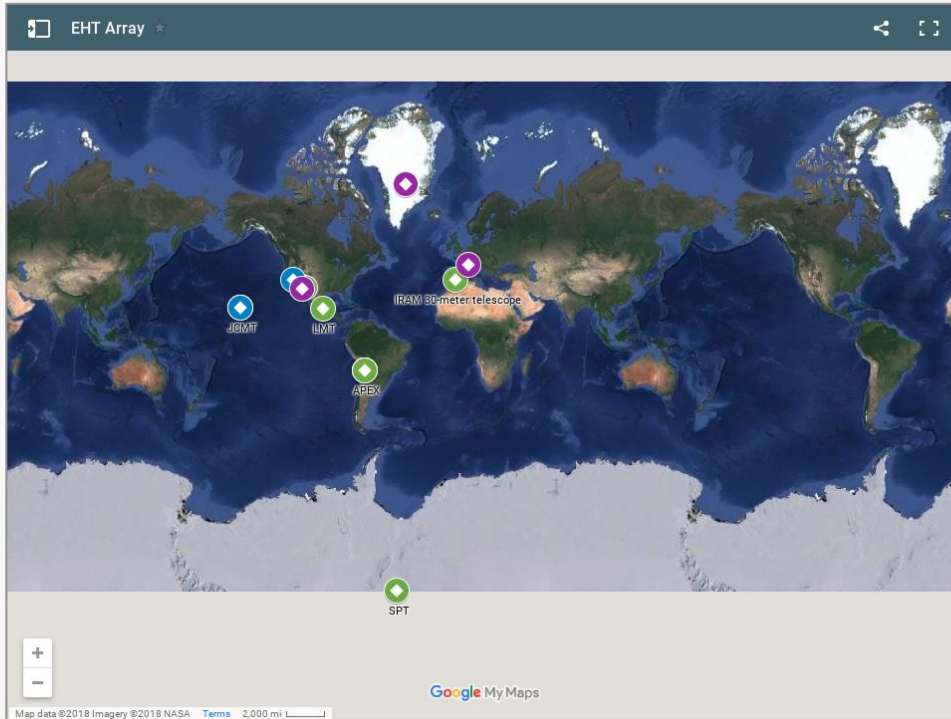 EHT Array
IRAM 30-meter telescope
JCMT
LMT
APEX
SPT
+
−
Google My Maps
Map data ©2018 Imagery ©2018 NASA Terms 2,000 mi